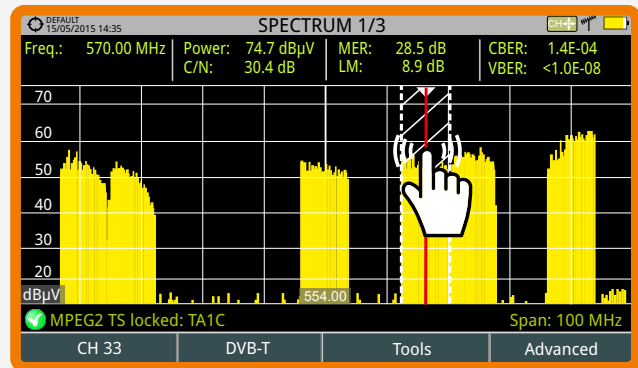 DEFAULT
15/05/2015 14:35
SPECTRUM 1/3
CH
Freq.: 570.00 MHz Power: 74.7 dBµV MER: 28.5 dB CBER: 1.4E-04
C/N: 30.4 dB LM: 8.9 dB VBER: <1.0E-08
70
60
50
40
30
20
dBµV
554.00
MPEG2 TS locked: TA1C Span: 100 MHz
CH 33 DVB-T Tools Advanced